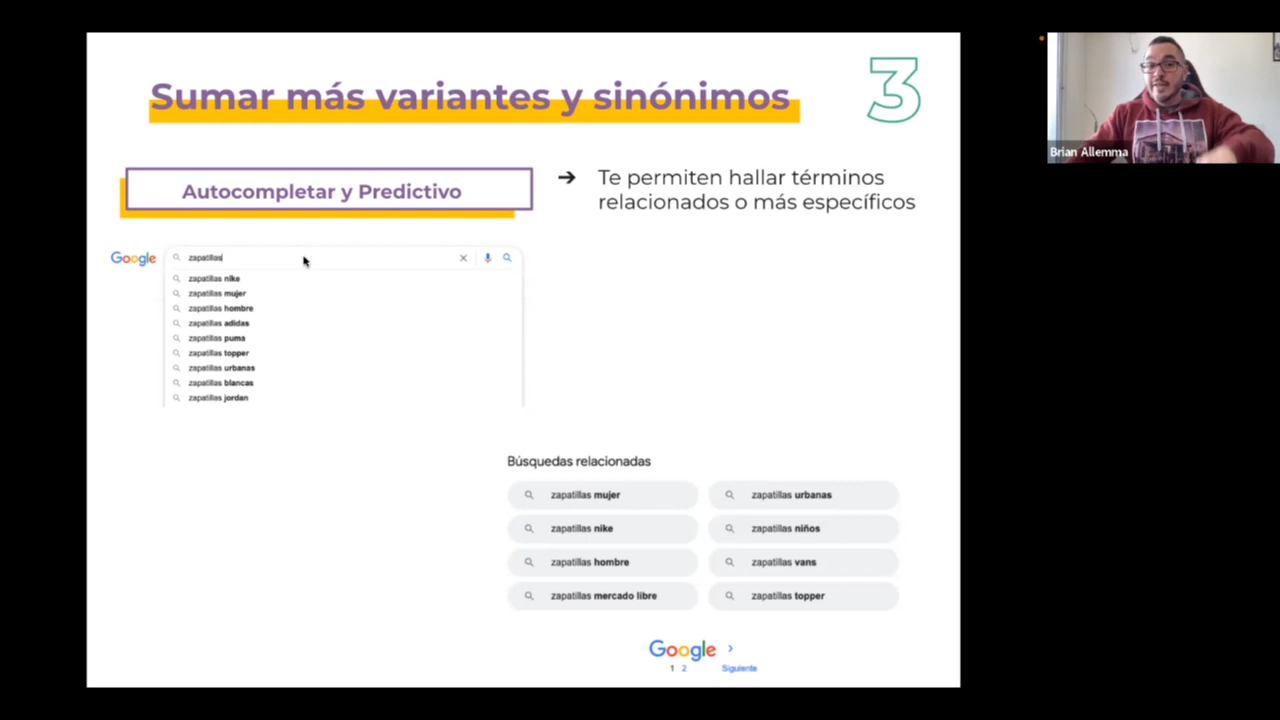 Sumar más variantes y sinónimos
3
Autocompletar y Predictivo
➔ Te permiten hallar términos
relacionados o más específicos
Google
zapatillas
zapatillas nike
zapatillas mujer
zapatillas hombre
zapatillas adidas
zapatillas puma
zapatillas topper
zapatillas urbanas
zapatillas blancas
zapatillas jordan
Búsquedas relacionadas
zapatillas mujer
zapatillas urbanas
zapatillas nike
zapatillas niños
zapatillas hombre
zapatillas vans
zapatillas mercado libre
zapatillas topper
Google
1 2 Siguiente
Brian Allemma